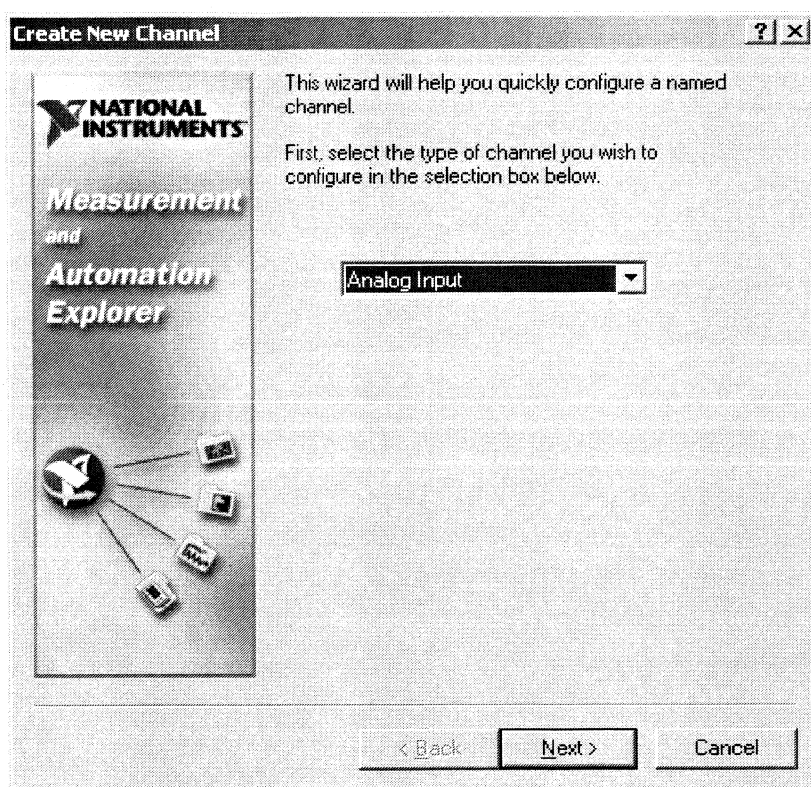 Create New Channel
? ×
NATIONAL
INSTRUMENTS
Measurement
and
Automation
Explorer
This wizard will help you quickly configure a named
channel.
First, select the type of channel you wish to
configure in the selection box below.
Analog Input
< Back
Next >
Cancel